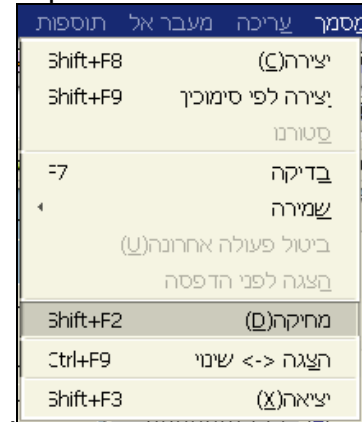 מסמך עריכה מעבר אל תוספות
יצירה(C) Shift+F8
יצירה לפי סימוכין Shift+F9
סטורנו
בדיקה F7
שמירה
ביטול פעולה אחרונה(U)
הצגה לפני הדפסה
מחיקה(D) Shift+F2
הצגה <-> שינוי Ctrl+F9
יציאה(X) Shift+F3